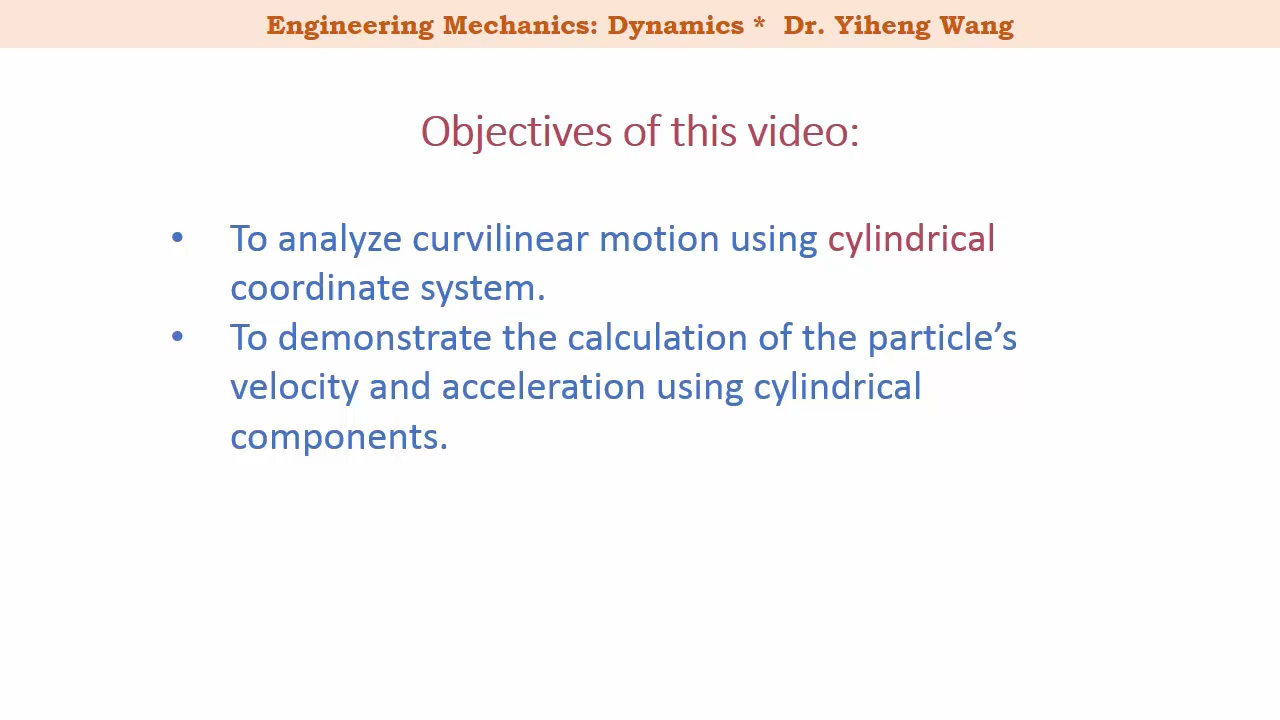 Engineering Mechanics: Dynamics * Dr. Yiheng Wang
Objectives of this video:
• To analyze curvilinear motion using cylindrical
coordinate system.
• To demonstrate the calculation of the particle’s
velocity and acceleration using cylindrical
components.